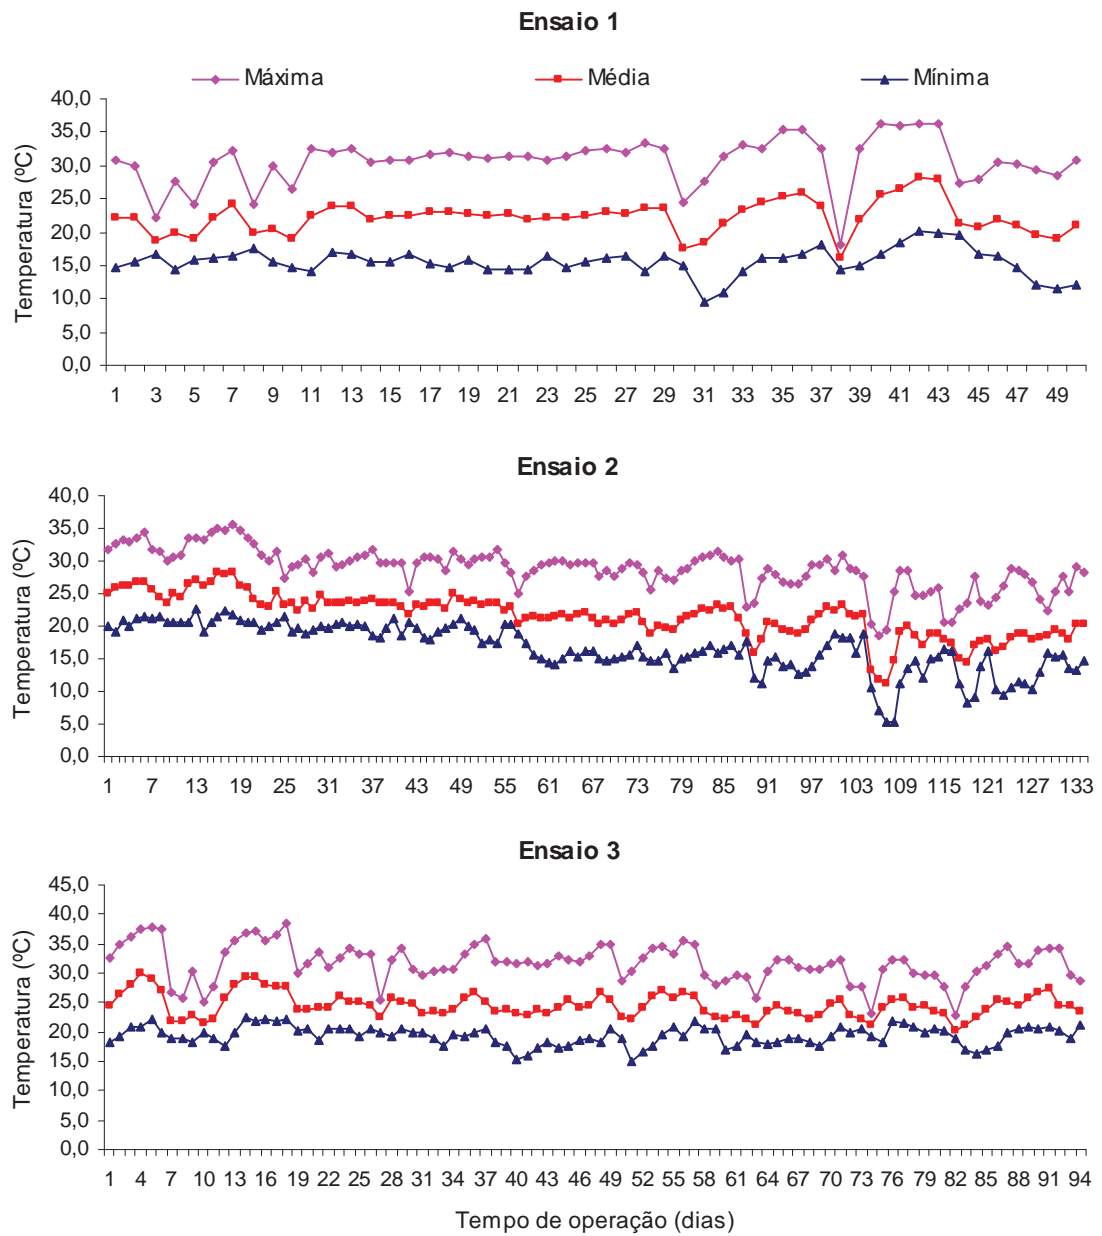 Ensaio 1
Máxima Média Mínima
Temperatura (ºC)
40,0
35,0
30,0
25,0
20,0
15,0
10,0
5,0
0,0
1 3 5 7 9 11 13 15 17 19 21 23 25 27 29 31 33 35 37 39 41 43 45 47 49
Ensaio 2
Temperatura (ºC)
40,0
35,0
30,0
25,0
20,0
15,0
10,0
5,0
0,0
1 7 13 19 25 31 37 43 49 55 61 67 73 79 85 91 97 103 109 115 121 127 133
Ensaio 3
Temperatura (ºC)
45,0
40,0
35,0
30,0
25,0
20,0
15,0
10,0
5,0
0,0
1 4 7 10 13 16 19 22 25 28 31 34 37 40 43 46 49 52 55 58 61 64 67 70 73 76 79 82 85 88 91 94
Tempo de operação (dias)